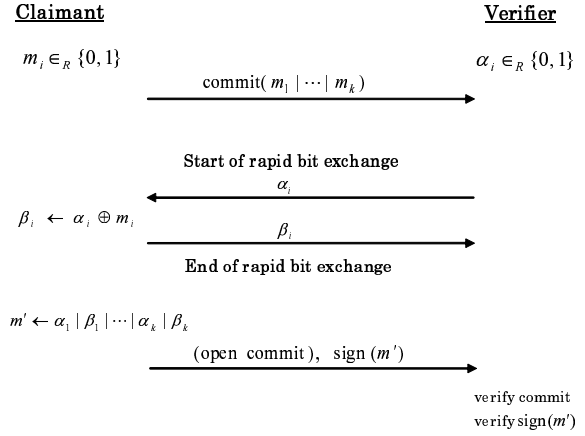 Claimant Verifier
m_i ∈_R {0,1} α_i ∈_R {0,1}
commit( m_1 | ⋯ | m_k )
Start of rapid bit exchange
α_i
β_i ← α_i ⊕ m_i
β_i
End of rapid bit exchange
m' ← α_1 | β_1 | ⋯ | α_k | β_k
(open commit), sign (m')
verify commit
verify sign(m')